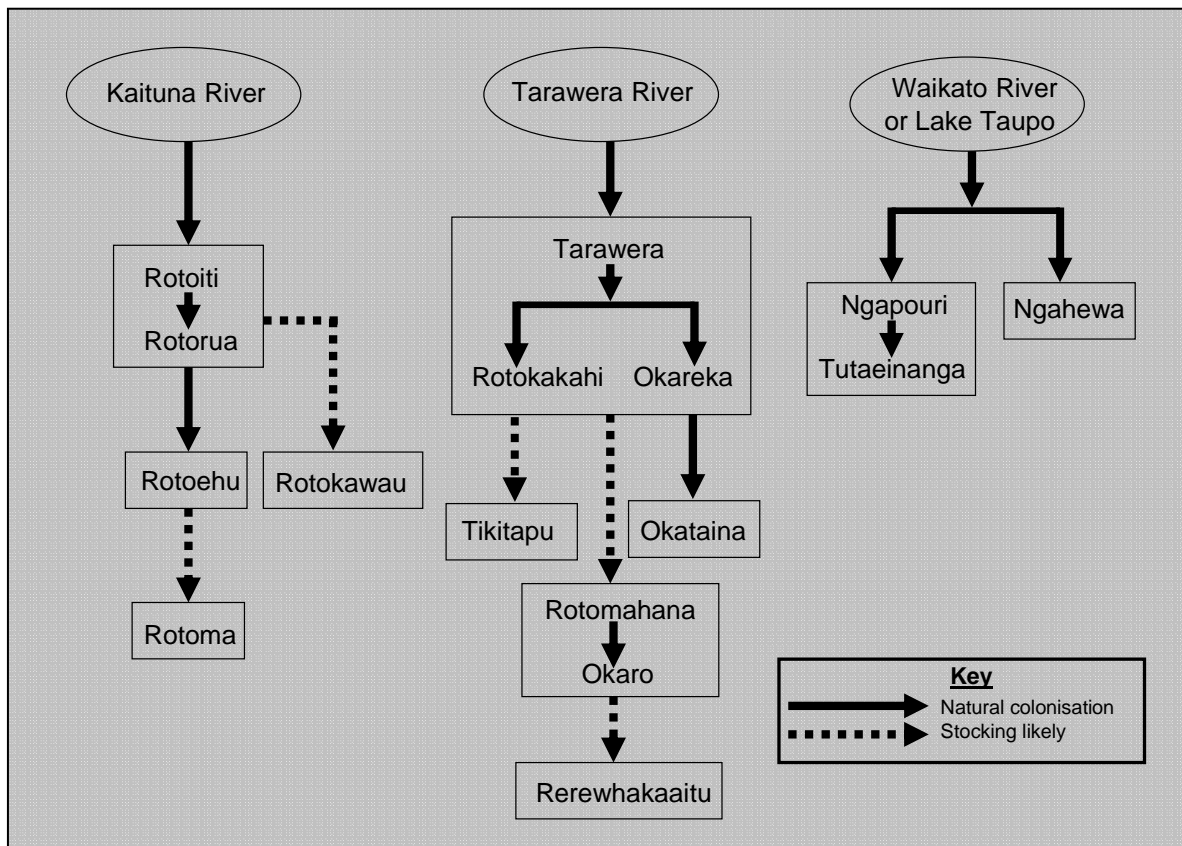 Kaituna River
Tarawera River
Waikato River
or Lake Taupo
Rotoiti
Rotorua
Rotoehu
Rotokawau
Rotoma
Tarawera
Rotokakahi
Okareka
Tikitapu
Okataina
Rotomahana
Okaro
Rerewhakaaitu
Ngapouri
Tutaeinanga
Ngahewa
Key
Natural colonisation
Stocking likely